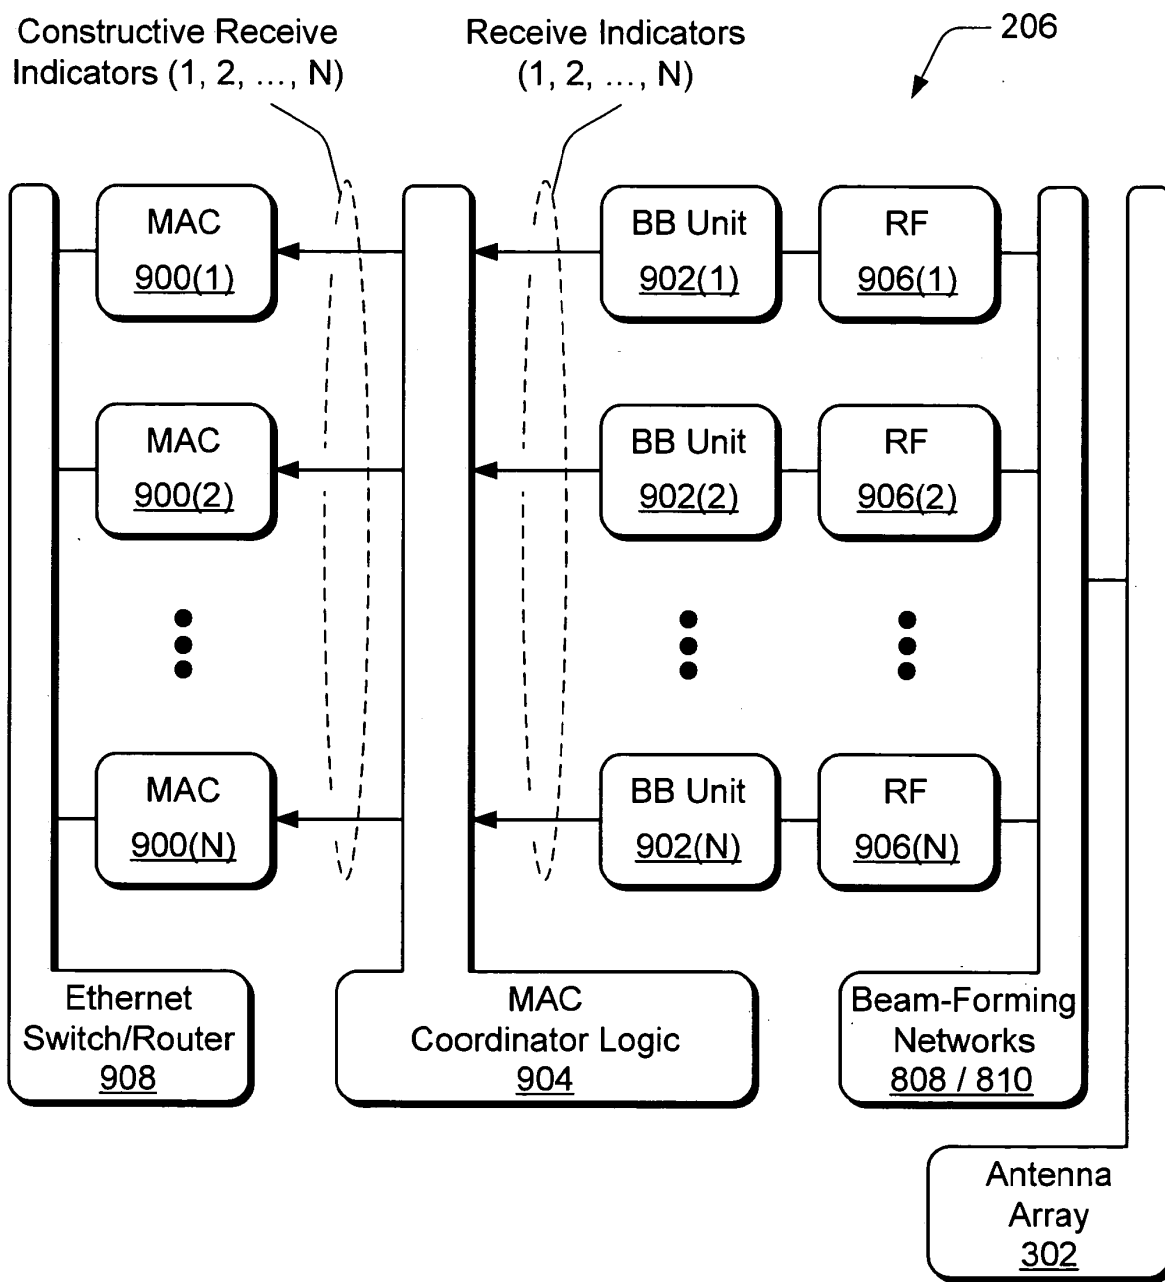 Constructive Receive
Indicators (1, 2, ..., N)
Receive Indicators
(1, 2, ..., N)
206
MAC
900(1)
BB Unit
902(1)
RF
906(1)
MAC
900(2)
BB Unit
902(2)
RF
906(2)
MAC
900(N)
BB Unit
902(N)
RF
906(N)
Ethernet
Switch/Router
908
MAC
Coordinator Logic
904
Beam-Forming
Networks
808 / 810
Antenna
Array
302